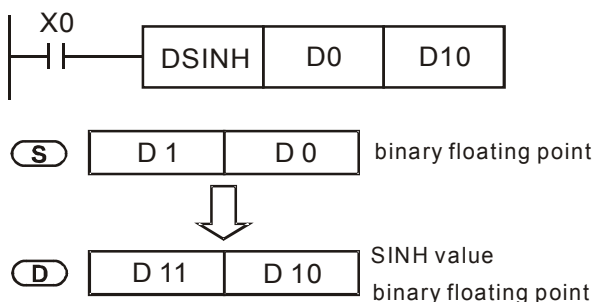 X0
DSINH D0 D10
S D 1 D 0 binary floating point
D D 11 D 10 SINH value
binary floating point